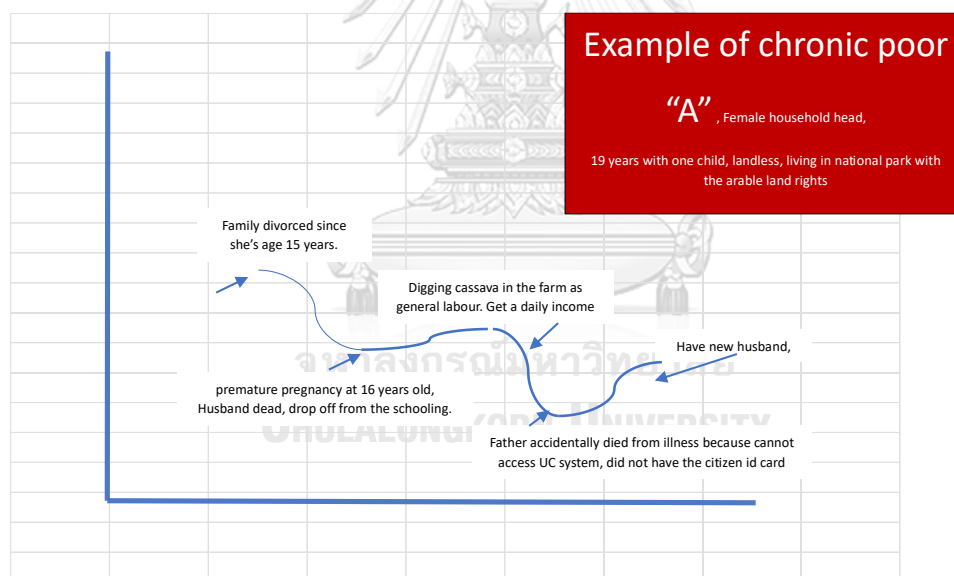 Example of chronic poor
“A” , Female household head,
19 years with one child, landless, living in national park with
the arable land rights
Family divorced since
she’s age 15 years.
Digging cassava in the farm as
general labour. Get a daily income
Have new husband,
premature pregnancy at 16 years old,
Husband dead, drop off from the schooling.
Father accidentally died from illness because cannot
access UC system, did not have the citizen id card